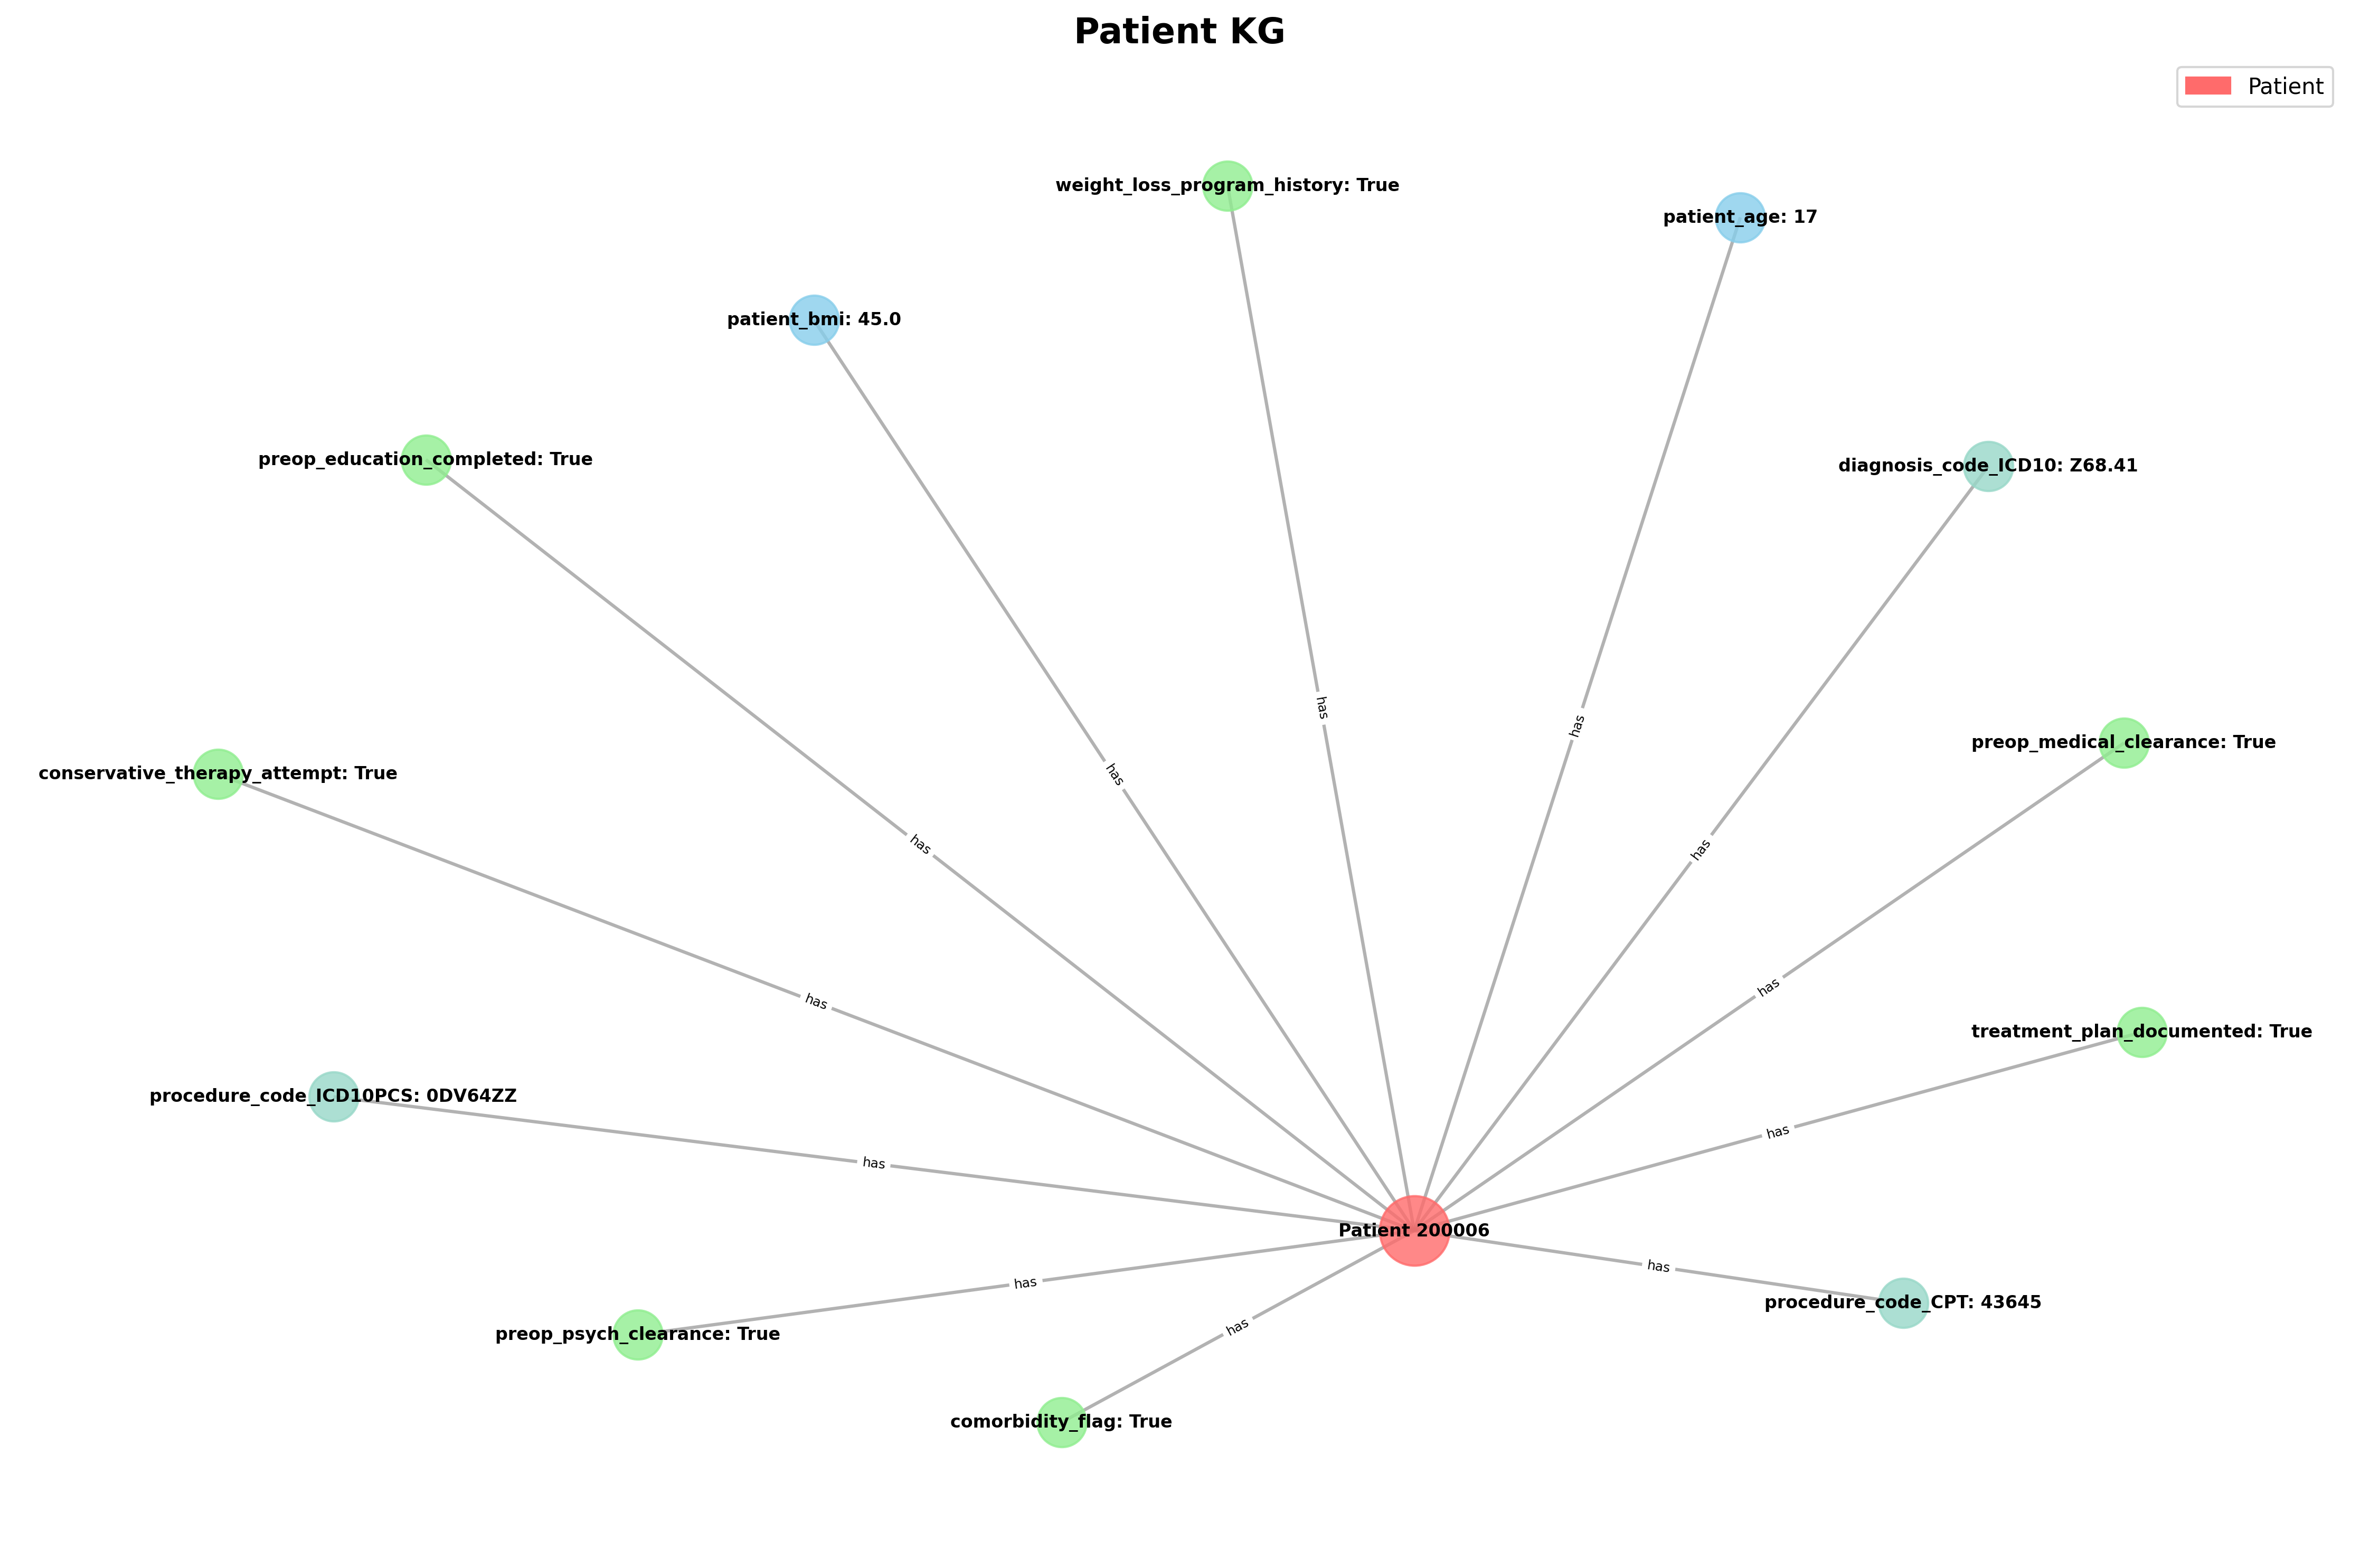 Patient KG
Patient
weight_loss_program_history: True
patient_age: 17
patient_bmi: 45.0
preop_education_completed: True
diagnosis_code_ICD10: Z68.41
has
has
preop_medical_clearance: True
conservative_therapy_attempt: True
has
has
has
has
has
treatment_plan_documented: True
procedure_code_ICD10PCS: 0DV64ZZ
has
has
Patient 200006
has
has
procedure_code_CPT: 43645
has
preop_psych_clearance: True
comorbidity_flag: True